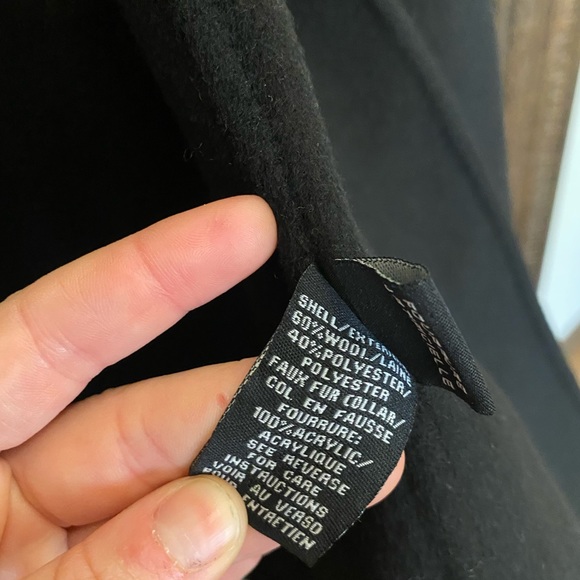 SHELL/EXTER
60%WOOL/LAINE
40%POLYESTER/
POLYESTER
FAUX FUR COLLAR/
COL EN FAUSSE
FOURRURE:
100%ACRYLIC/
ACRYLIQUE
SEE REVERSE
FOR CARE
INSTRUCTIONS
VOIR AU VERSO
POUR ENTRETIEN